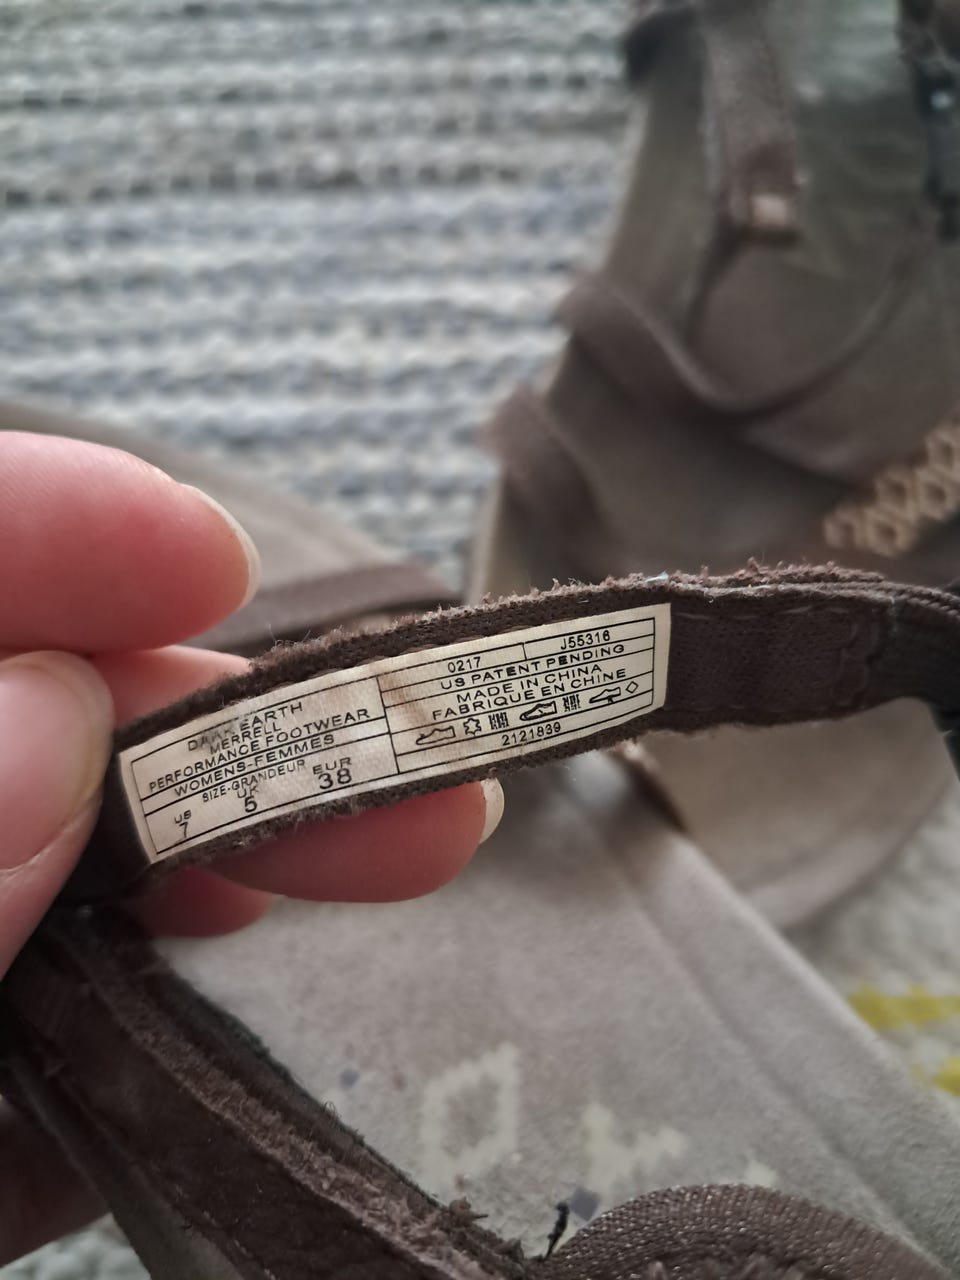 DARK EARTH
MERRELL
PERFORMANCE FOOTWEAR
WOMENS-FEMMES
SIZE-GRANDEUR
US UK EUR
7 5 38
0217 J55316
US PATENT PENDING
MADE IN CHINA
FABRIQUE EN CHINE
2121839